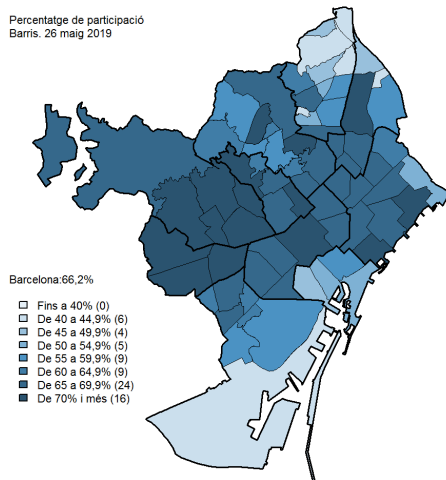 Percentatge de participació
Barris. 26 maig 2019
Barcelona:66,2%
Fins a 40% (0)
De 40 a 44,9% (6)
De 45 a 49,9% (4)
De 50 a 54,9% (5)
De 55 a 59,9% (9)
De 60 a 64,9% (9)
De 65 a 69,9% (24)
De 70% i més (16)